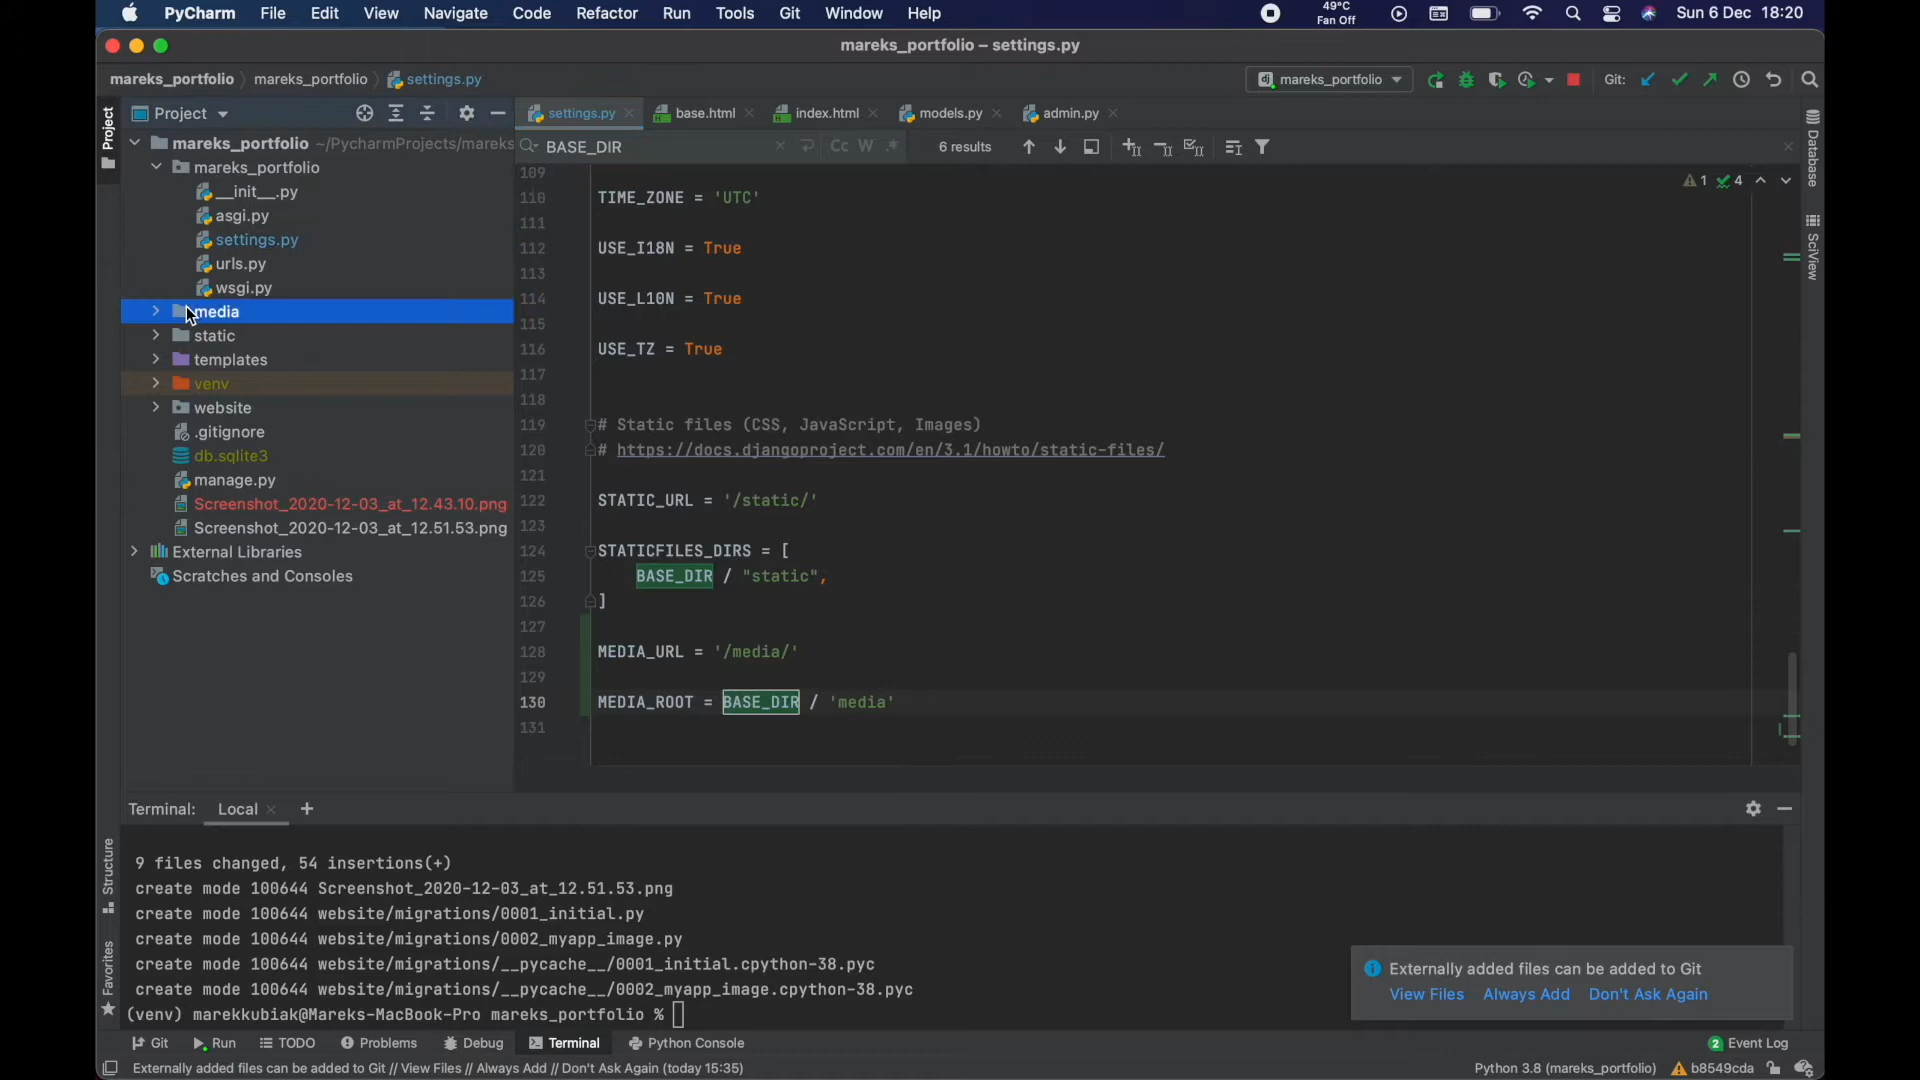 PyCharm File Edit View Navigate Code Refactor Run Tools Git Window Help 49°C Fan Off Sun 6 Dec 18:20
mareks_portfolio – settings.py
mareks_portfolio mareks_portfolio settings.py mareks_portfolio Git:
Project Project settings.py base.html index.html models.py admin.py Database
mareks_portfolio ~/PycharmProjects/mareks BASE_DIR Cc W .* 6 results
mareks_portfolio 109
1 4
__init__.py 110 TIME_ZONE = 'UTC'
asgi.py 111
settings.py 112 USE_I18N = True SciView
urls.py 113
wsgi.py 114 USE_L10N = True
media 115
static 116 USE_TZ = True
templates 117
venv 118
website 119 # Static files (CSS, JavaScript, Images)
.gitignore 120 # https://docs.djangoproject.com/en/3.1/howto/static-files/
db.sqlite3 121
manage.py 122 STATIC_URL = '/static/'
Screenshot_2020-12-03_at_12.43.10.png 123
Screenshot_2020-12-03_at_12.51.53.png 124 STATICFILES_DIRS = [
External Libraries 125 BASE_DIR / "static",
Scratches and Consoles 126 ]
127
128 MEDIA_URL = '/media/'
129
130 MEDIA_ROOT = BASE_DIR / 'media'
131
Terminal: Local +
9 files changed, 54 insertions(+)
create mode 100644 Screenshot_2020-12-03_at_12.51.53.png
create mode 100644 website/migrations/0001_initial.py
create mode 100644 website/migrations/0002_myapp_image.py
create mode 100644 website/migrations/__pycache__/0001_initial.cpython-38.pyc
create mode 100644 website/migrations/__pycache__/0002_myapp_image.cpython-38.pyc
(venv) marekkubiak@Mareks-MacBook-Pro mareks_portfolio %
Structure
Favorites
Externally added files can be added to Git
View Files Always Add Don't Ask Again
Git Run TODO Problems Debug Terminal Python Console 2 Event Log
Externally added files can be added to Git // View Files // Always Add // Don't Ask Again (today 15:35) Python 3.8 (mareks_portfolio) b8549cda